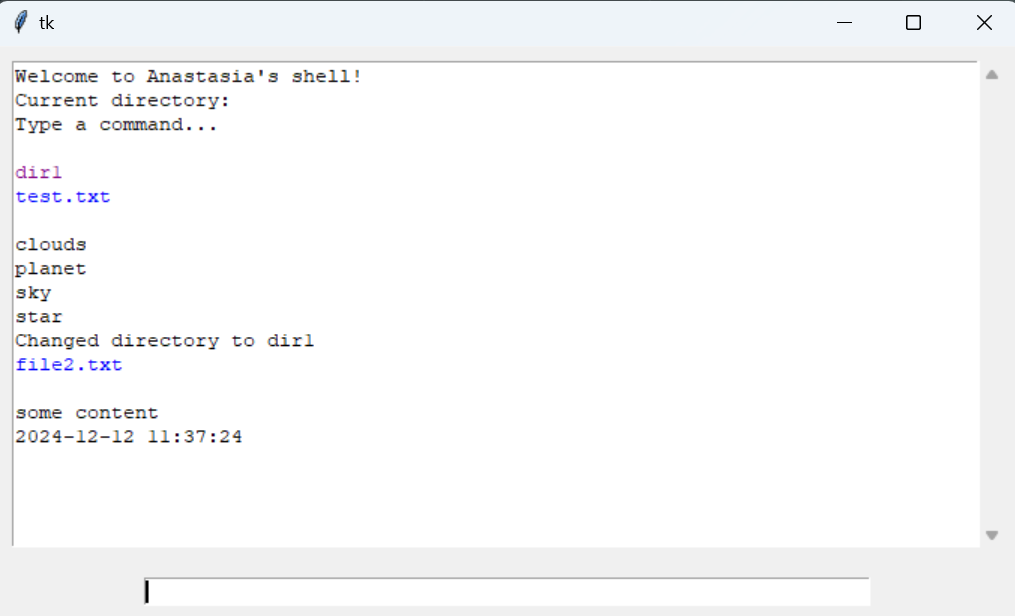 tk
Welcome to Anastasia's shell!
Current directory:
Type a command...
dir1
test.txt
clouds
planet
sky
star
Changed directory to dir1
file2.txt
some content
2024-12-12 11:37:24